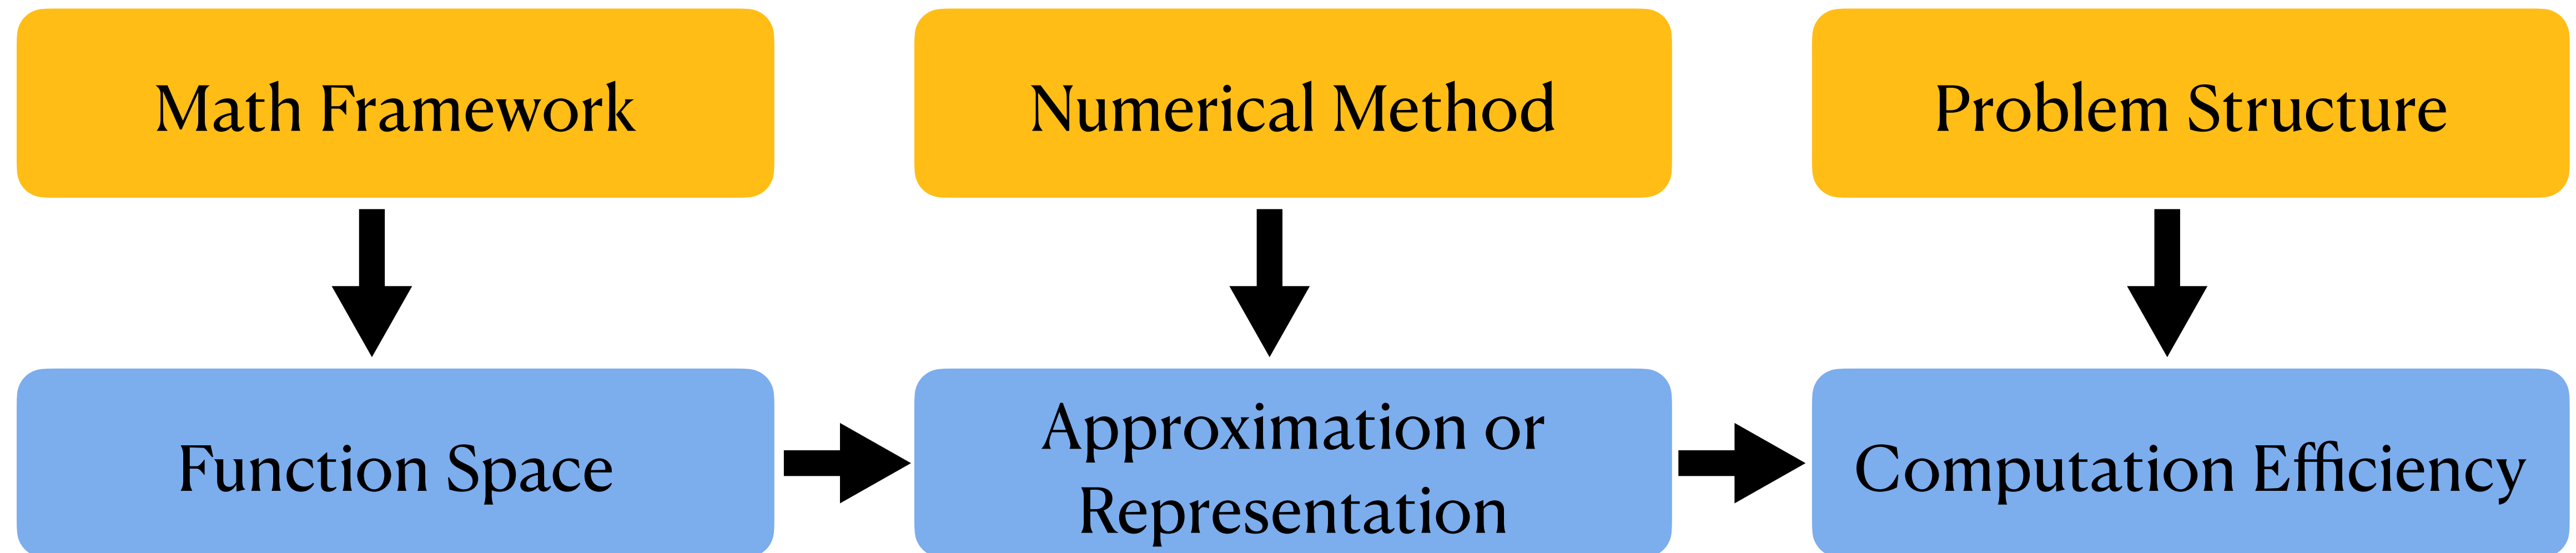 Math Framework
Numerical Method
Problem Structure
Function Space
Approximation or
Representation
Computation Efficiency